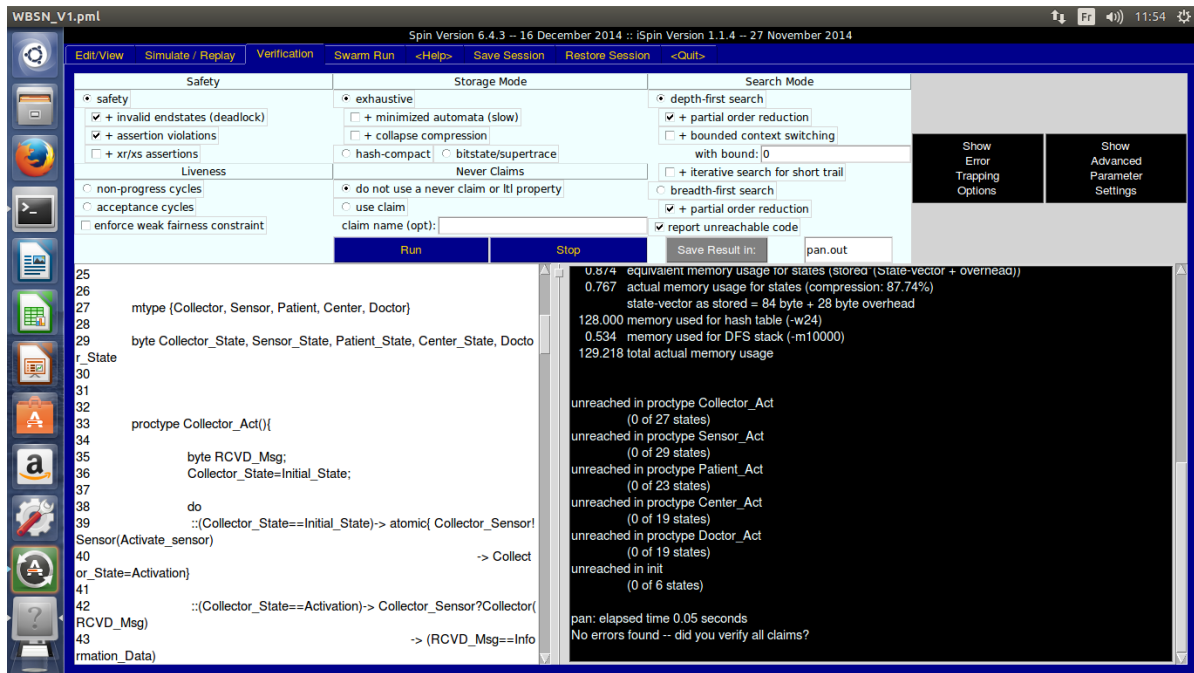 WBSN_V1.pml
Fr 11:54
Spin Version 6.4.3 -- 16 December 2014 :: iSpin Version 1.1.4 -- 27 November 2014
Edit/View Simulate / Replay Verification Swarm Run <Help> Save Session Restore Session <Quit>
Safety Storage Mode Search Mode
safety exhaustive depth-first search
+ invalid endstates (deadlock) + minimized automata (slow) + partial order reduction
+ assertion violations + collapse compression + bounded context switching
+ xr/xs assertions hash-compact bitstate/supertrace with bound: 0
Liveness Never Claims + iterative search for short trail
non-progress cycles do not use a never claim or ltl property breadth-first search
acceptance cycles use claim + partial order reduction
enforce weak fairness constraint claim name (opt): report unreachable code
Run Stop Save Result in: pan.out
Show
Error
Trapping
Options
Show
Advanced
Parameter
Settings
25
26
27 mtype {Collector, Sensor, Patient, Center, Doctor}
28
29 byte Collector_State, Sensor_State, Patient_State, Center_State, Docto
r_State
30
31
32
33 proctype Collector_Act(){
34
35 byte RCVD_Msg;
36 Collector_State=Initial_State;
37
38 do
39 ::(Collector_State==Initial_State)-> atomic{ Collector_Sensor!
Sensor(Activate_sensor)
40 -> Collect
or_State=Activation}
41
42 ::(Collector_State==Activation)-> Collector_Sensor?Collector(
RCVD_Msg)
43 -> (RCVD_Msg==Info
rmation_Data)
0.874 equivalent memory usage for states (stored*(State-vector + overhead))
0.767 actual memory usage for states (compression: 87.74%)
state-vector as stored = 84 byte + 28 byte overhead
128.000 memory used for hash table (-w24)
0.534 memory used for DFS stack (-m10000)
129.218 total actual memory usage
unreached in proctype Collector_Act
(0 of 27 states)
unreached in proctype Sensor_Act
(0 of 29 states)
unreached in proctype Patient_Act
(0 of 23 states)
unreached in proctype Center_Act
(0 of 19 states)
unreached in proctype Doctor_Act
(0 of 19 states)
unreached in init
(0 of 6 states)
pan: elapsed time 0.05 seconds
No errors found -- did you verify all claims?